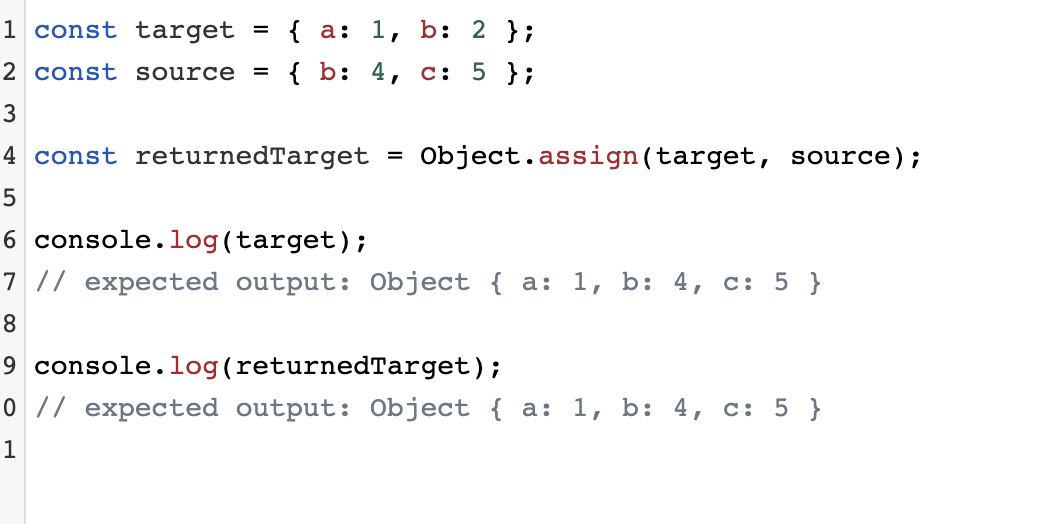 1 const target = { a: 1, b: 2 };
2 const source = { b: 4, c: 5 };
3
4 const returnedTarget = Object.assign(target, source);
5
6 console.log(target);
7 // expected output: Object { a: 1, b: 4, c: 5 }
8
9 console.log(returnedTarget);
0 // expected output: Object { a: 1, b: 4, c: 5 }
1